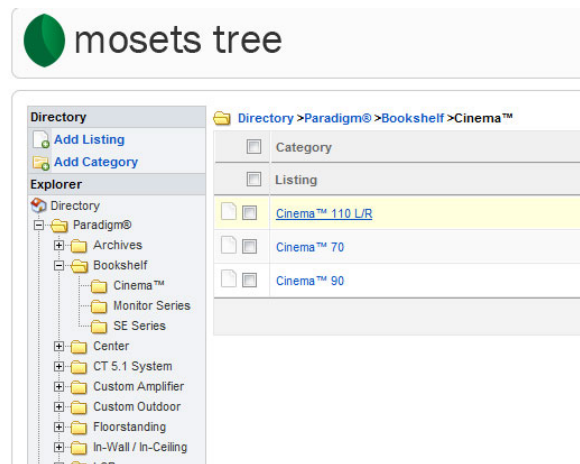 mosets tree
Directory
Add Listing
Add Category
Explorer
Directory
Paradigm®
Archives
Bookshelf
Cinema™
Monitor Series
SE Series
Center
CT 5.1 System
Custom Amplifier
Custom Outdoor
Floorstanding
In-Wall / In-Ceiling
Directory >Paradigm® >Bookshelf >Cinema™
Category
Listing
Cinema™ 110 L/R
Cinema™ 70
Cinema™ 90